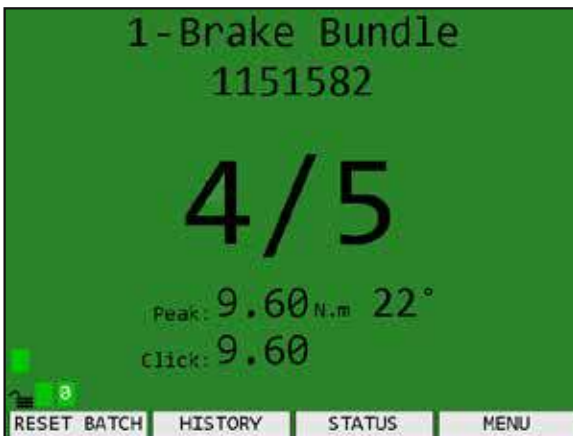 1-Brake Bundle
1151582
4/5
Peak: 9.60 N.m 22°
Click: 9.60
0
RESET BATCH HISTORY STATUS MENU